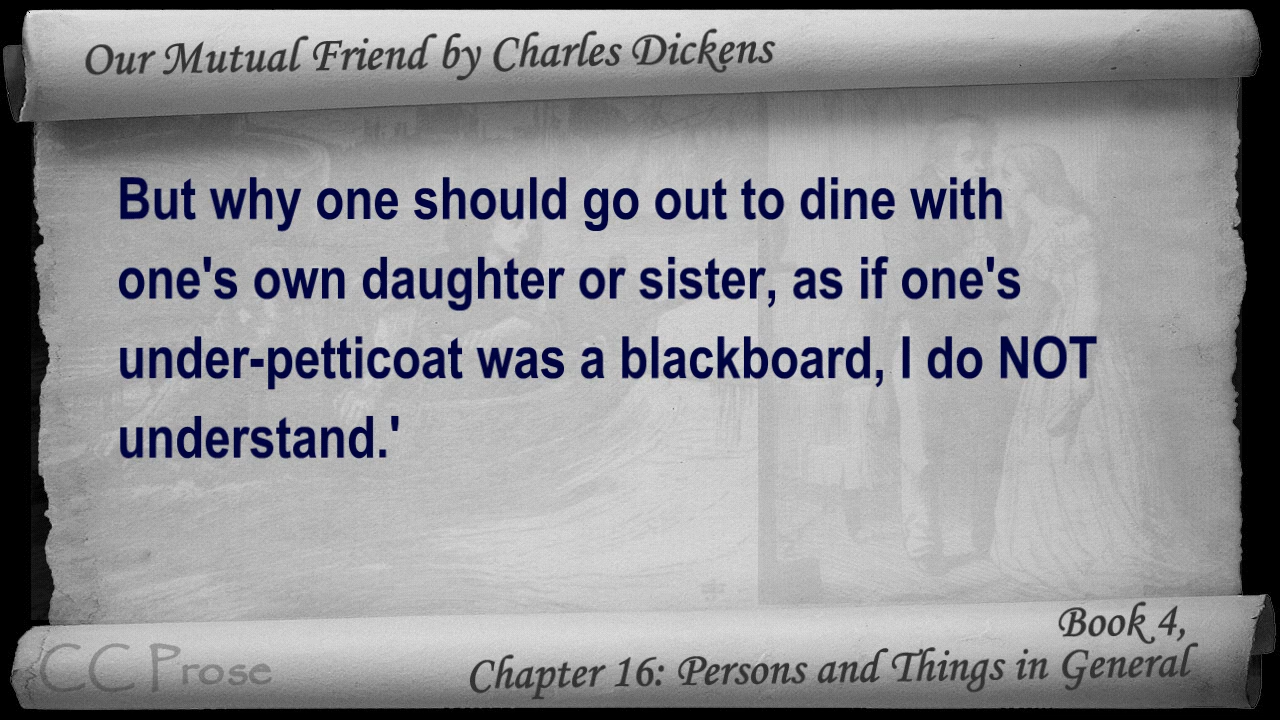 Our Mutual Friend by Charles Dickens
But why one should go out to dine with
one's own daughter or sister, as if one's
under-petticoat was a blackboard, I do NOT
understand.'
Book 4,
Chapter 16: Persons and Things in General
CC Prose